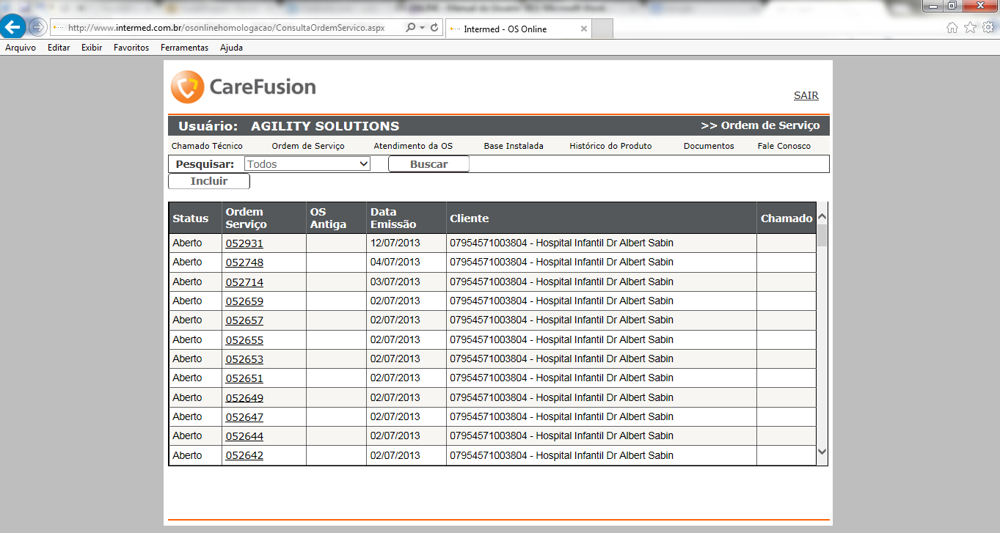 http://www.intermed.com.br/osonlinehomologacao/ConsultaOrdemServico.aspx
Intermed - OS Online
Arquivo Editar Exibir Favoritos Ferramentas Ajuda
CareFusion
SAIR
Usuário: AGILITY SOLUTIONS >> Ordem de Serviço
Chamado Técnico Ordem de Serviço Atendimento da OS Base Instalada Histórico do Produto Documentos Fale Conosco
Pesquisar: Todos Buscar
Incluir
Status Ordem Serviço OS Antiga Data Emissão Cliente Chamado
Aberto 052931 12/07/2013 07954571003804 - Hospital Infantil Dr Albert Sabin
Aberto 052748 04/07/2013 07954571003804 - Hospital Infantil Dr Albert Sabin
Aberto 052714 03/07/2013 07954571003804 - Hospital Infantil Dr Albert Sabin
Aberto 052659 02/07/2013 07954571003804 - Hospital Infantil Dr Albert Sabin
Aberto 052657 02/07/2013 07954571003804 - Hospital Infantil Dr Albert Sabin
Aberto 052655 02/07/2013 07954571003804 - Hospital Infantil Dr Albert Sabin
Aberto 052653 02/07/2013 07954571003804 - Hospital Infantil Dr Albert Sabin
Aberto 052651 02/07/2013 07954571003804 - Hospital Infantil Dr Albert Sabin
Aberto 052649 02/07/2013 07954571003804 - Hospital Infantil Dr Albert Sabin
Aberto 052647 02/07/2013 07954571003804 - Hospital Infantil Dr Albert Sabin
Aberto 052644 02/07/2013 07954571003804 - Hospital Infantil Dr Albert Sabin
Aberto 052642 02/07/2013 07954571003804 - Hospital Infantil Dr Albert Sabin